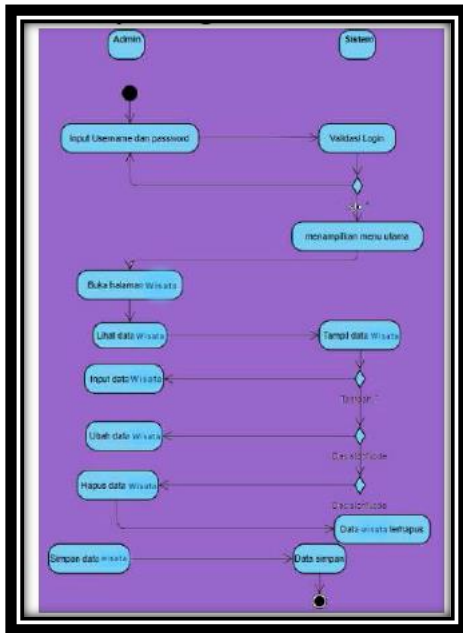 Admin
Sistem
Input Username dan password
Validasi Login
menampilkan menu utama
Buka halaman Wisata
Lihat data Wisata
Tampil data Wisata
Input data Wisata
Ubah data Wisata
Hapus data Wisata
Data wisata terhapus
Simpan data wisata
Data simpan